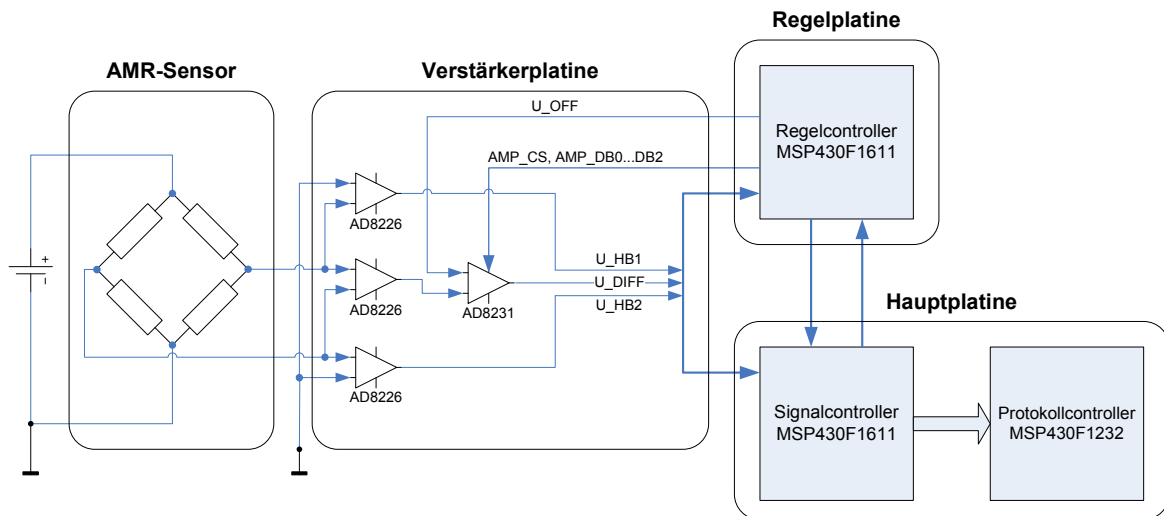 Regelplatine
AMR-Sensor
Verstärkerplatine
U_OFF
Regelcontroller
MSP430F1611
AMP_CS, AMP_DB0...DB2
AD8226
+
–
U_HB1
U_DIFF
U_HB2
AD8226
AD8231
Hauptplatine
AD8226
Signalcontroller
MSP430F1611
Protokollcontroller
MSP430F1232